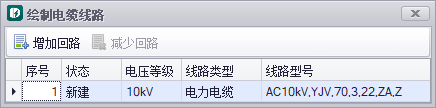 绘制电缆线路
增加回路 减少回路
序号 状态 电压等级 线路类型 线路型号
1 新建 10kV 电力电缆 AC10kV,YJV,70,3,22,ZA,Z